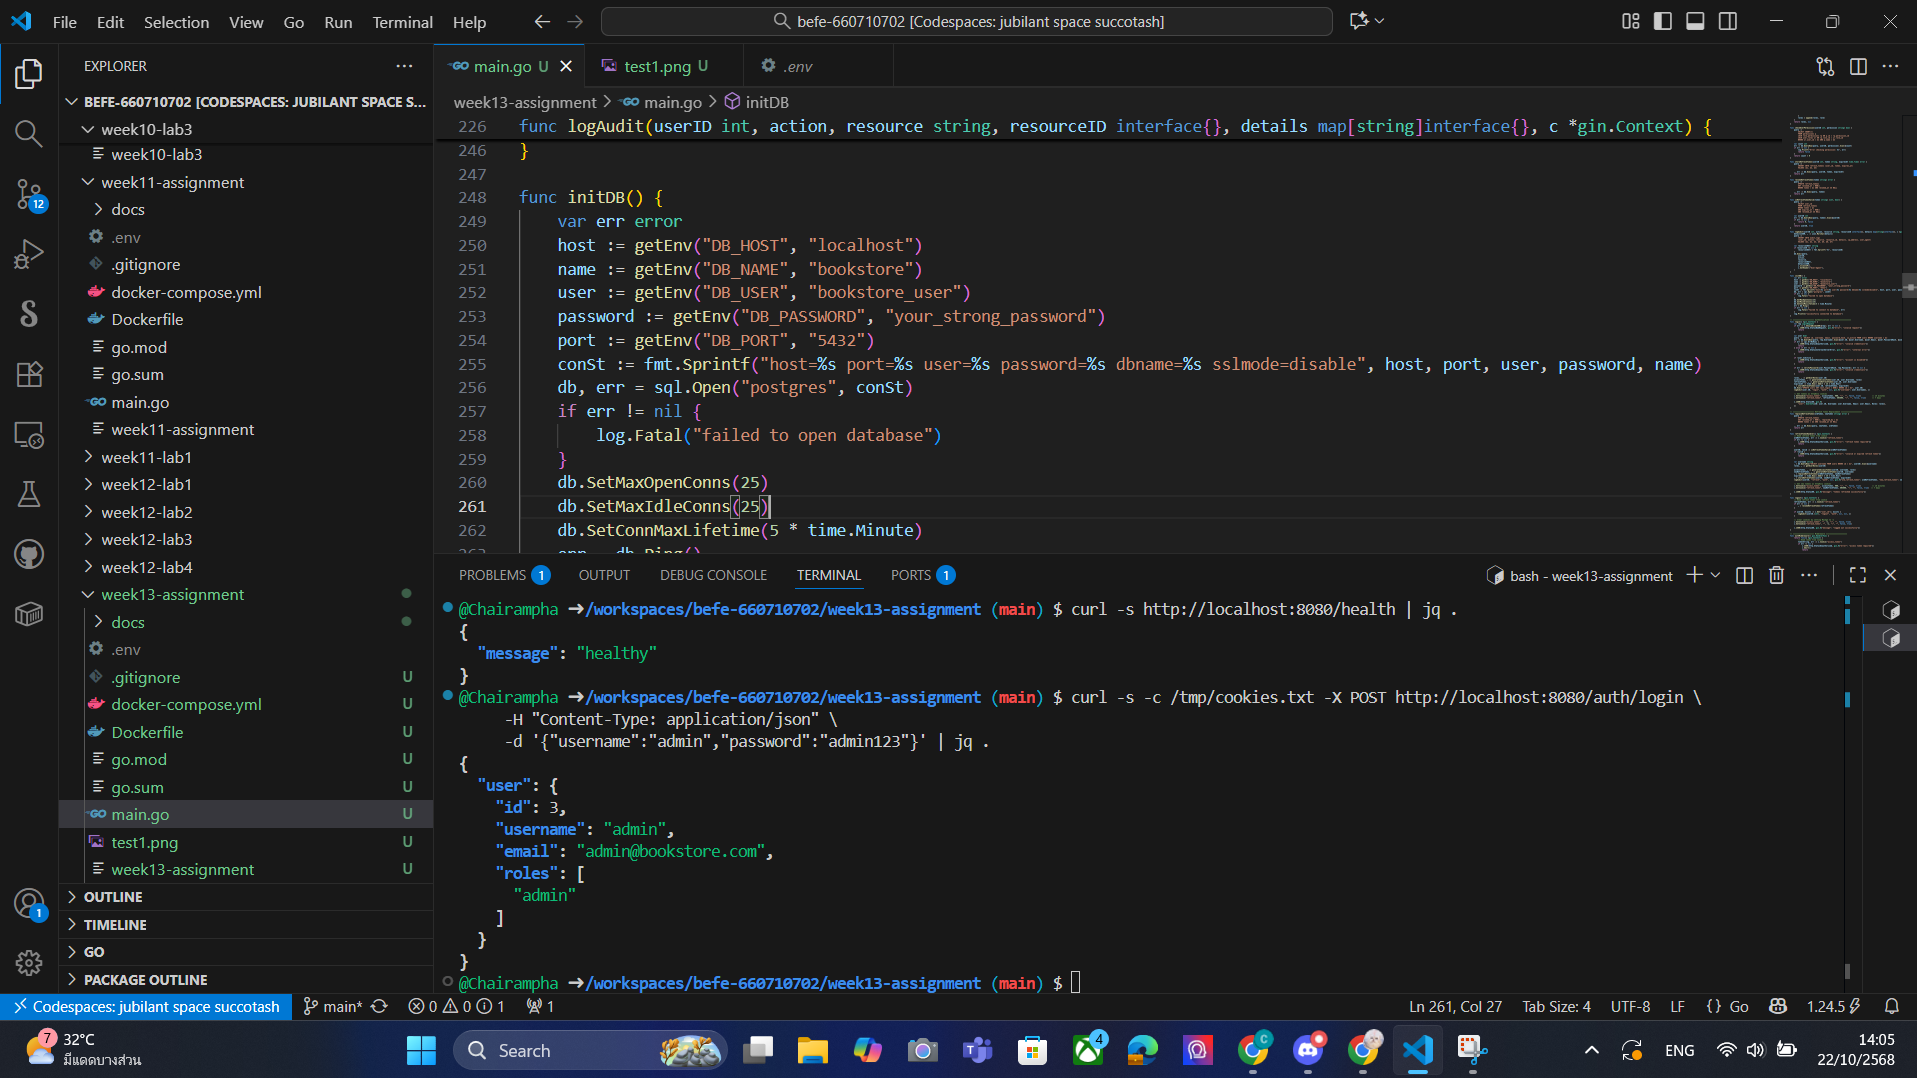 File Edit Selection View Go Run Terminal Help
befe-660710702 [Codespaces: jubilant space succotash]
EXPLORER
BEFE-660710702 [CODESPACES: JUBILANT SPACE S...
week10-lab3
week10-lab3
week11-assignment
docs
.env
.gitignore
docker-compose.yml
Dockerfile
go.mod
go.sum
main.go
week11-assignment
week11-lab1
week12-lab1
week12-lab2
week12-lab3
week12-lab4
week13-assignment
docs
.env
.gitignore U
docker-compose.yml U
Dockerfile U
go.mod U
go.sum U
main.go U
test1.png U
week13-assignment U
OUTLINE
TIMELINE
GO
PACKAGE OUTLINE
12
1
main.go U
test1.png U
.env
week13-assignment > main.go > initDB
226 func logAudit(userID int, action, resource string, resourceID interface{}, details map[string]interface{}, c *gin.Context) {
246 }
247
248 func initDB() {
249 var err error
250 host := getEnv("DB_HOST", "localhost")
251 name := getEnv("DB_NAME", "bookstore")
252 user := getEnv("DB_USER", "bookstore_user")
253 password := getEnv("DB_PASSWORD", "your_strong_password")
254 port := getEnv("DB_PORT", "5432")
255 conSt := fmt.Sprintf("host=%s port=%s user=%s password=%s dbname=%s sslmode=disable", host, port, user, password, name)
256 db, err = sql.Open("postgres", conSt)
257 if err != nil {
258 log.Fatal("failed to open database")
259 }
260 db.SetMaxOpenConns(25)
261 db.SetMaxIdleConns(25)
262 db.SetConnMaxLifetime(5 * time.Minute)
263 err = db.Ping()
PROBLEMS 1 OUTPUT DEBUG CONSOLE TERMINAL PORTS 1
bash - week13-assignment
@Chairampha ➜/workspaces/befe-660710702/week13-assignment (main) $ curl -s http://localhost:8080/health | jq .
{
"message": "healthy"
}
@Chairampha ➜/workspaces/befe-660710702/week13-assignment (main) $ curl -s -c /tmp/cookies.txt -X POST http://localhost:8080/auth/login \
-H "Content-Type: application/json" \
-d '{"username":"admin","password":"admin123"}' | jq .
{
"user": {
"id": 3,
"username": "admin",
"email": "admin@bookstore.com",
"roles": [
"admin"
]
}
}
@Chairampha ➜/workspaces/befe-660710702/week13-assignment (main) $
Codespaces: jubilant space succotash
main*
0 0 1
1
Ln 261, Col 27
Tab Size: 4
UTF-8
LF
{} Go
1.24.5
7
32°C
มีแดดบางส่วน
Search
4
ENG
14:05
22/10/2568